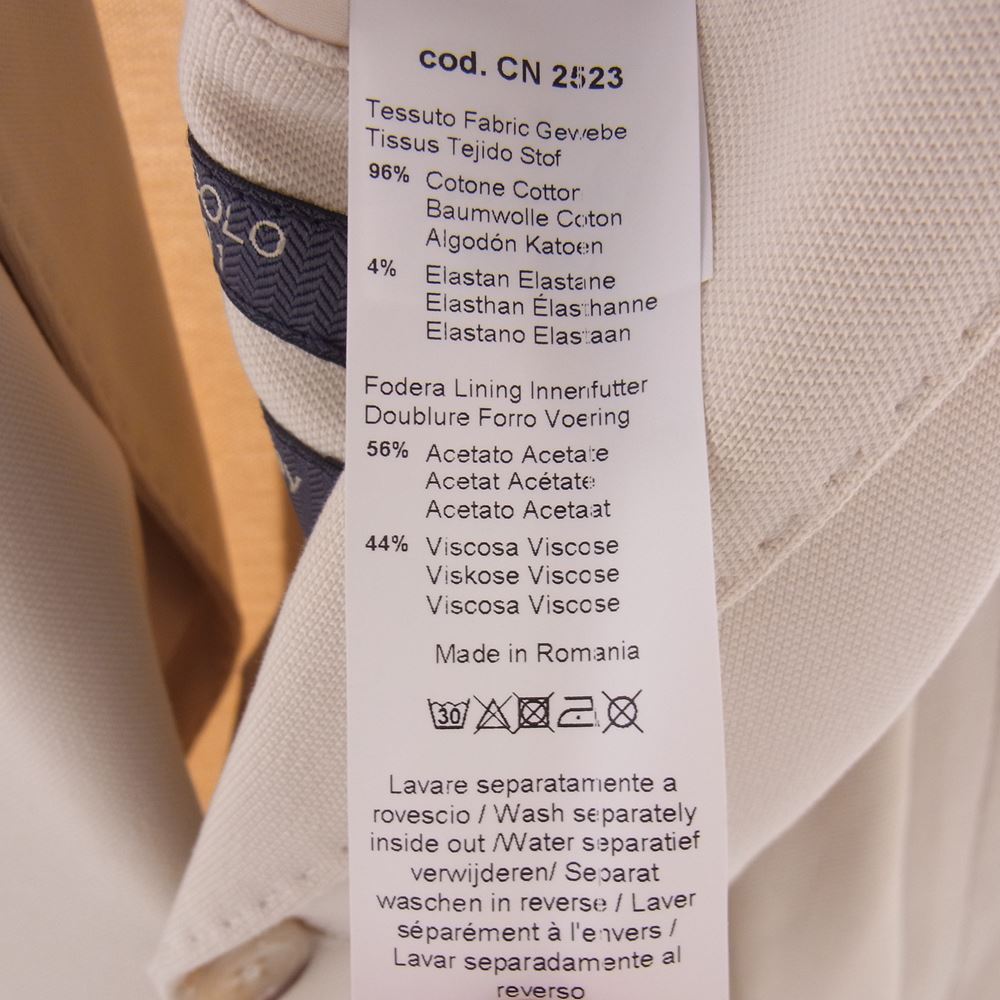 cod. CN 2523
Tessuto Fabric Gewebe
Tissus Tejido Stof
96% Cotone Cotton
Baumwolle Coton
Algodón Katoen
4% Elastan Elastane
Elasthan Élasthanne
Elastano Elastaan
Fodera Lining Innenfutter
Doublure Forro Voering
56% Acetato Acetate
Acetat Acétate
Acetato Acetaat
44% Viscosa Viscose
Viskose Viscose
Viscosa Viscose
Made in Romania
30
Lavare separatamente a
rovescio / Wash separately
inside out /Water separatief
verwijderen/ Separat
waschen in reverse / Laver
séparément à l'envers /
Lavar separadamente al
reverso
OLO